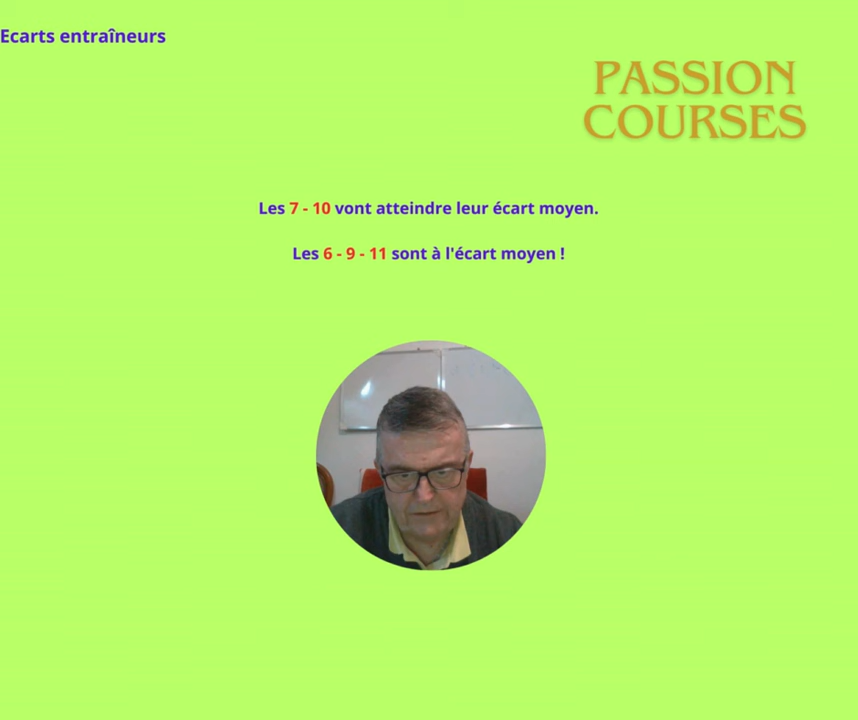 Ecarts entraîneurs
PASSION
COURSES
Les 7 - 10 vont atteindre leur écart moyen.
Les 6 - 9 - 11 sont à l'écart moyen !